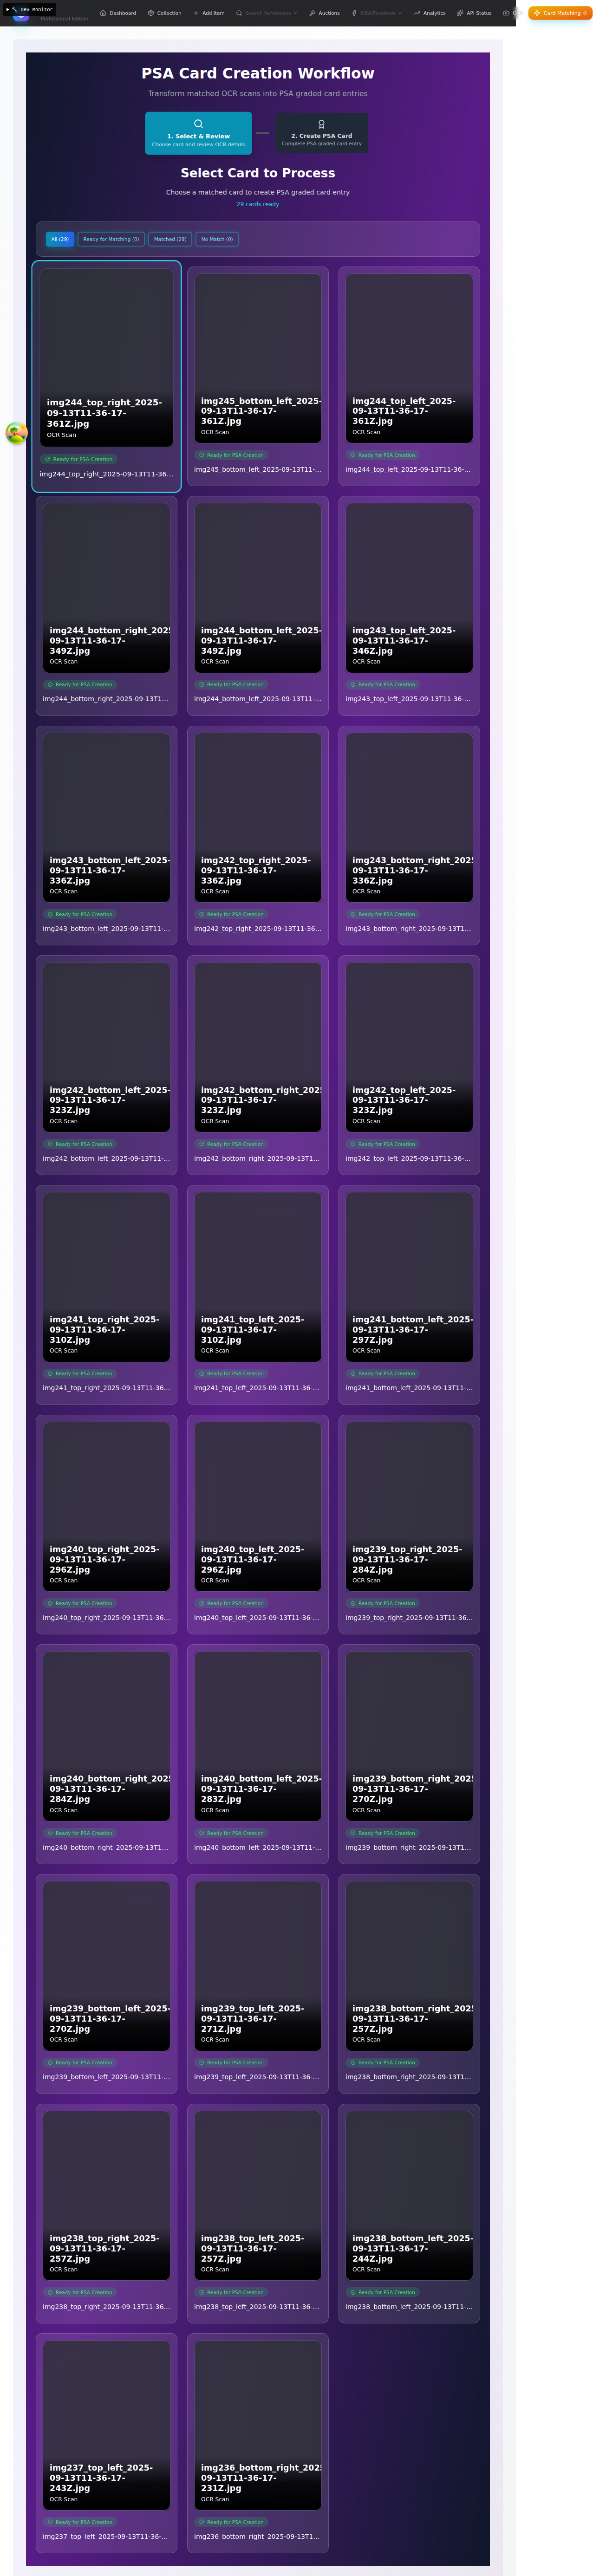 ▶ 🔧 Dev Monitor
Professional Edition
Dashboard
Collection
Add Item
Search References
Auctions
DBA/Facebook
Analytics
API Status
Card Matching
PSA Card Creation Workflow
Transform matched OCR scans into PSA graded card entries
1. Select & Review
Choose card and review OCR details
2. Create PSA Card
Complete PSA graded card entry
Select Card to Process
Choose a matched card to create PSA graded card entry
29 cards ready
All (29)
Ready for Matching (0)
Matched (29)
No Match (0)
img244_top_right_2025-
09-13T11-36-17-
361Z.jpg
OCR Scan
Ready for PSA Creation
img244_top_right_2025-09-13T11-36...
img245_bottom_left_2025-
09-13T11-36-17-
361Z.jpg
OCR Scan
Ready for PSA Creation
img245_bottom_left_2025-09-13T11-...
img244_top_left_2025-
09-13T11-36-17-
361Z.jpg
OCR Scan
Ready for PSA Creation
img244_top_left_2025-09-13T11-36-...
img244_bottom_right_2025
09-13T11-36-17-
349Z.jpg
OCR Scan
Ready for PSA Creation
img244_bottom_right_2025-09-13T1...
img244_bottom_left_2025-
09-13T11-36-17-
349Z.jpg
OCR Scan
Ready for PSA Creation
img244_bottom_left_2025-09-13T11-...
img243_top_left_2025-
09-13T11-36-17-
346Z.jpg
OCR Scan
Ready for PSA Creation
img243_top_left_2025-09-13T11-36-...
img243_bottom_left_2025-
09-13T11-36-17-
336Z.jpg
OCR Scan
Ready for PSA Creation
img243_bottom_left_2025-09-13T11-...
img242_top_right_2025-
09-13T11-36-17-
336Z.jpg
OCR Scan
Ready for PSA Creation
img242_top_right_2025-09-13T11-36...
img243_bottom_right_2025
09-13T11-36-17-
336Z.jpg
OCR Scan
Ready for PSA Creation
img243_bottom_right_2025-09-13T1...
img242_bottom_left_2025-
09-13T11-36-17-
323Z.jpg
OCR Scan
Ready for PSA Creation
img242_bottom_left_2025-09-13T11-...
img242_bottom_right_2025
09-13T11-36-17-
323Z.jpg
OCR Scan
Ready for PSA Creation
img242_bottom_right_2025-09-13T1...
img242_top_left_2025-
09-13T11-36-17-
323Z.jpg
OCR Scan
Ready for PSA Creation
img242_top_left_2025-09-13T11-36-...
img241_top_right_2025-
09-13T11-36-17-
310Z.jpg
OCR Scan
Ready for PSA Creation
img241_top_right_2025-09-13T11-36...
img241_top_left_2025-
09-13T11-36-17-
310Z.jpg
OCR Scan
Ready for PSA Creation
img241_top_left_2025-09-13T11-36-...
img241_bottom_left_2025-
09-13T11-36-17-
297Z.jpg
OCR Scan
Ready for PSA Creation
img241_bottom_left_2025-09-13T11-...
img240_top_right_2025-
09-13T11-36-17-
296Z.jpg
OCR Scan
Ready for PSA Creation
img240_top_right_2025-09-13T11-36...
img240_top_left_2025-
09-13T11-36-17-
296Z.jpg
OCR Scan
Ready for PSA Creation
img240_top_left_2025-09-13T11-36-...
img239_top_right_2025-
09-13T11-36-17-
284Z.jpg
OCR Scan
Ready for PSA Creation
img239_top_right_2025-09-13T11-36...
img240_bottom_right_2025
09-13T11-36-17-
284Z.jpg
OCR Scan
Ready for PSA Creation
img240_bottom_right_2025-09-13T1...
img240_bottom_left_2025-
09-13T11-36-17-
283Z.jpg
OCR Scan
Ready for PSA Creation
img240_bottom_left_2025-09-13T11-...
img239_bottom_right_2025
09-13T11-36-17-
270Z.jpg
OCR Scan
Ready for PSA Creation
img239_bottom_right_2025-09-13T1...
img239_bottom_left_2025-
09-13T11-36-17-
270Z.jpg
OCR Scan
Ready for PSA Creation
img239_bottom_left_2025-09-13T11-...
img239_top_left_2025-
09-13T11-36-17-
271Z.jpg
OCR Scan
Ready for PSA Creation
img239_top_left_2025-09-13T11-36-...
img238_bottom_right_2025
09-13T11-36-17-
257Z.jpg
OCR Scan
Ready for PSA Creation
img238_bottom_right_2025-09-13T1...
img238_top_right_2025-
09-13T11-36-17-
257Z.jpg
OCR Scan
Ready for PSA Creation
img238_top_right_2025-09-13T11-36...
img238_top_left_2025-
09-13T11-36-17-
257Z.jpg
OCR Scan
Ready for PSA Creation
img238_top_left_2025-09-13T11-36-...
img238_bottom_left_2025-
09-13T11-36-17-
244Z.jpg
OCR Scan
Ready for PSA Creation
img238_bottom_left_2025-09-13T11-...
img237_top_left_2025-
09-13T11-36-17-
243Z.jpg
OCR Scan
Ready for PSA Creation
img237_top_left_2025-09-13T11-36-...
img236_bottom_right_2025
09-13T11-36-17-
231Z.jpg
OCR Scan
Ready for PSA Creation
img236_bottom_right_2025-09-13T1...